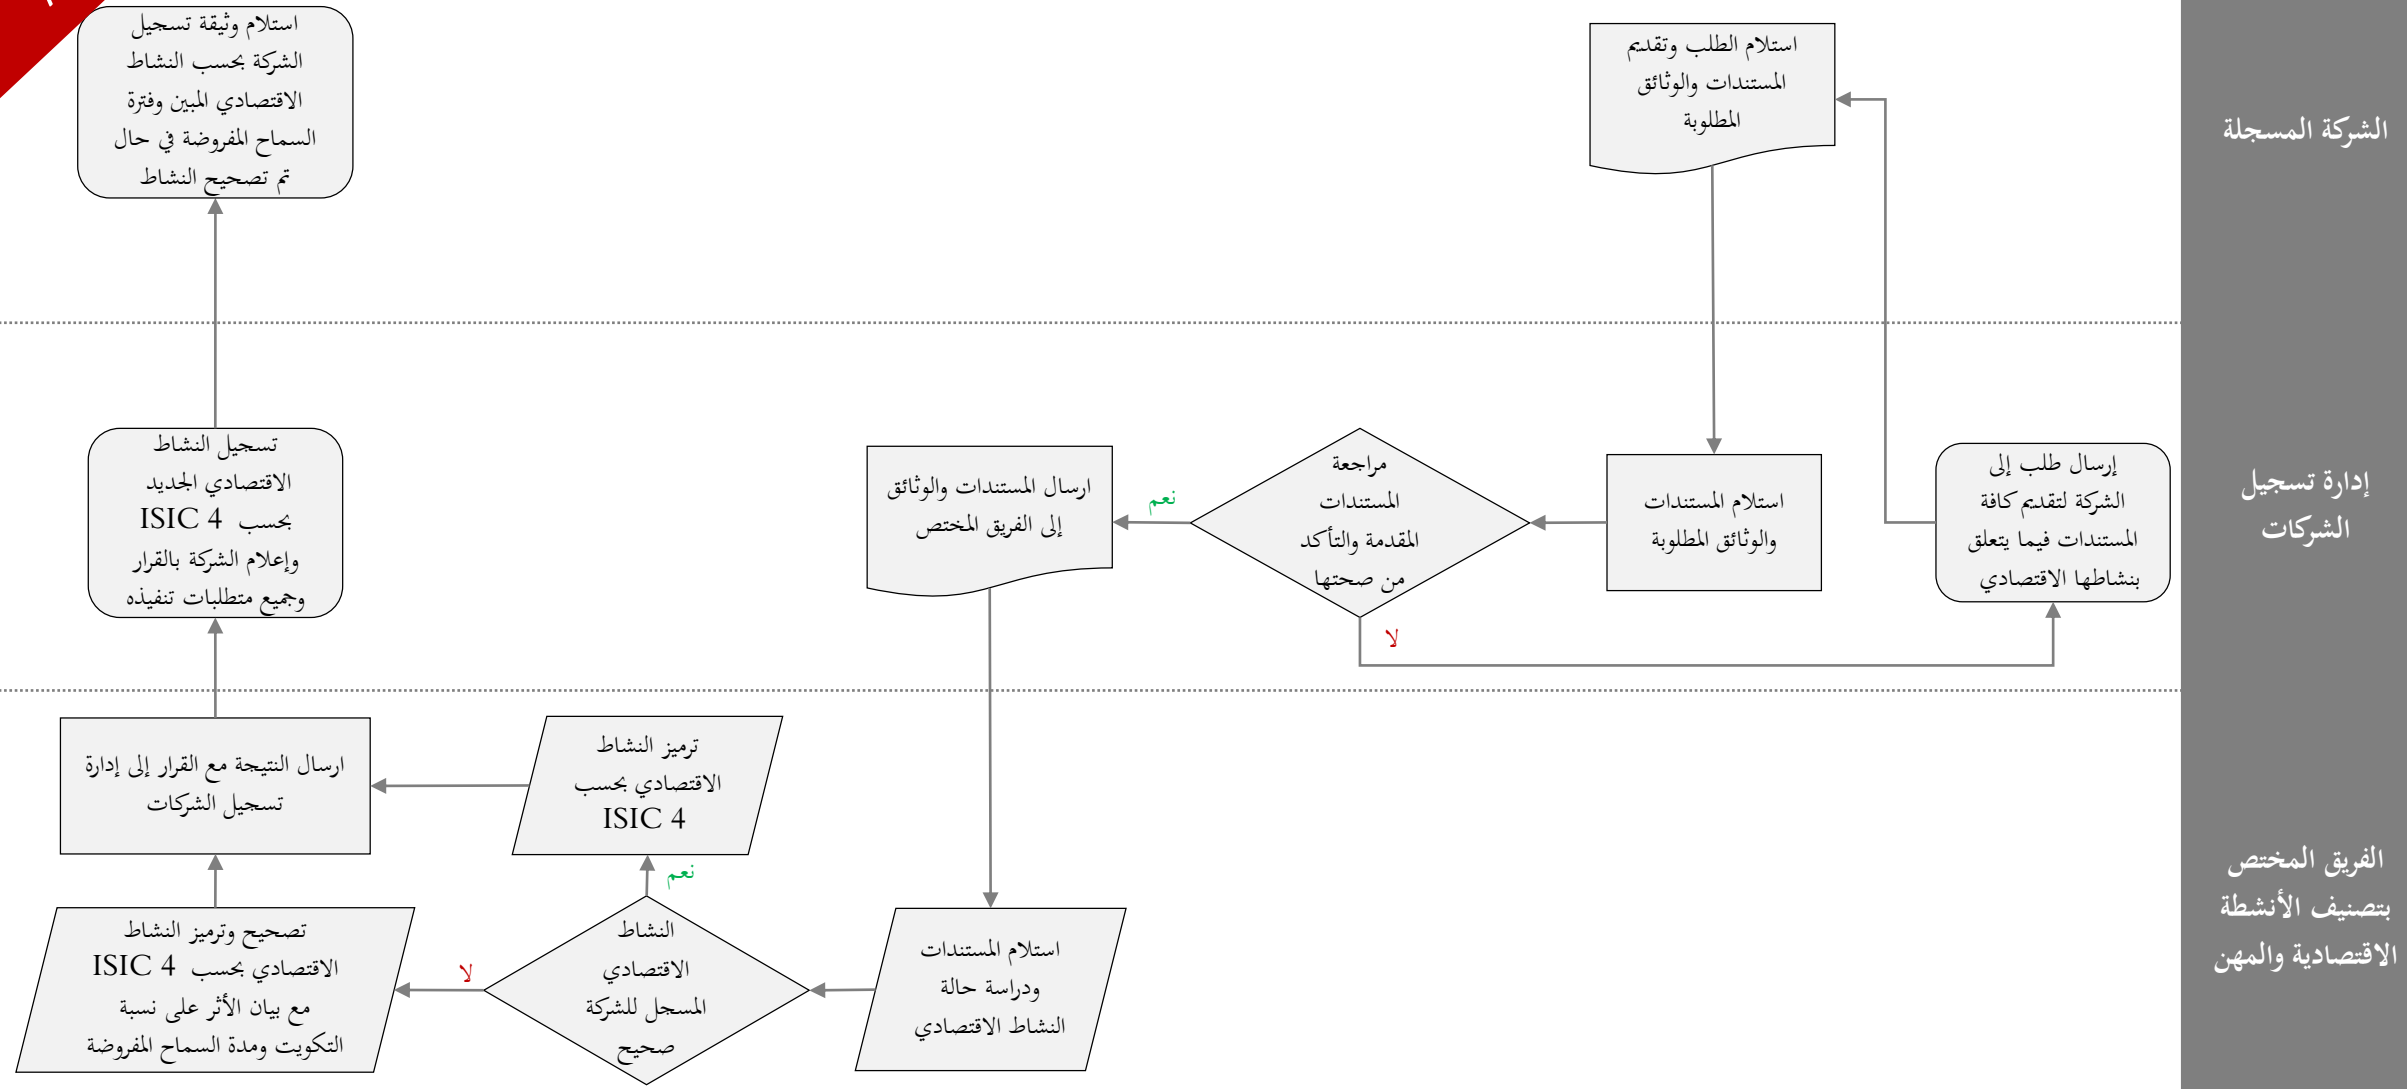 الشركة المسجلة
استلام الطلب وتقديم
المستندات والوثائق
المطلوبة
استلام وثيقة تسجيل
الشركة بحسب النشاط
الاقتصادي المبين وفترة
السماح المفروضة في حال
تم تصحيح النشاط
إدارة تسجيل
الشركات
إرسال طلب إلى
الشركة لتقديم كافة
المستندات فيما يتعلق
بنشاطها الاقتصادي
استلام المستندات
والوثائق المطلوبة
مراجعة
المستندات
المقدمة والتأكد
من صحتها
نعم
لا
ارسال المستندات والوثائق
إلى الفريق المختص
تسجيل النشاط
الاقتصادي الجديد
بحسب ISIC 4
وإعلام الشركة بالقرار
وجميع متطلبات تنفيذه
الفريق المختص
بتصنيف الأنشطة
الاقتصادية والمهن
استلام المستندات
ودراسة حالة
النشاط الاقتصادي
النشاط
الاقتصادي
المسجل للشركة
صحيح
نعم
لا
ترميز النشاط
الاقتصادي بحسب
ISIC 4
ارسال النتيجة مع القرار إلى إدارة
تسجيل الشركات
تصحيح وترميز النشاط
الاقتصادي بحسب ISIC 4
مع بيان الأثر على نسبة
التكويت ومدة السماح المفروضة